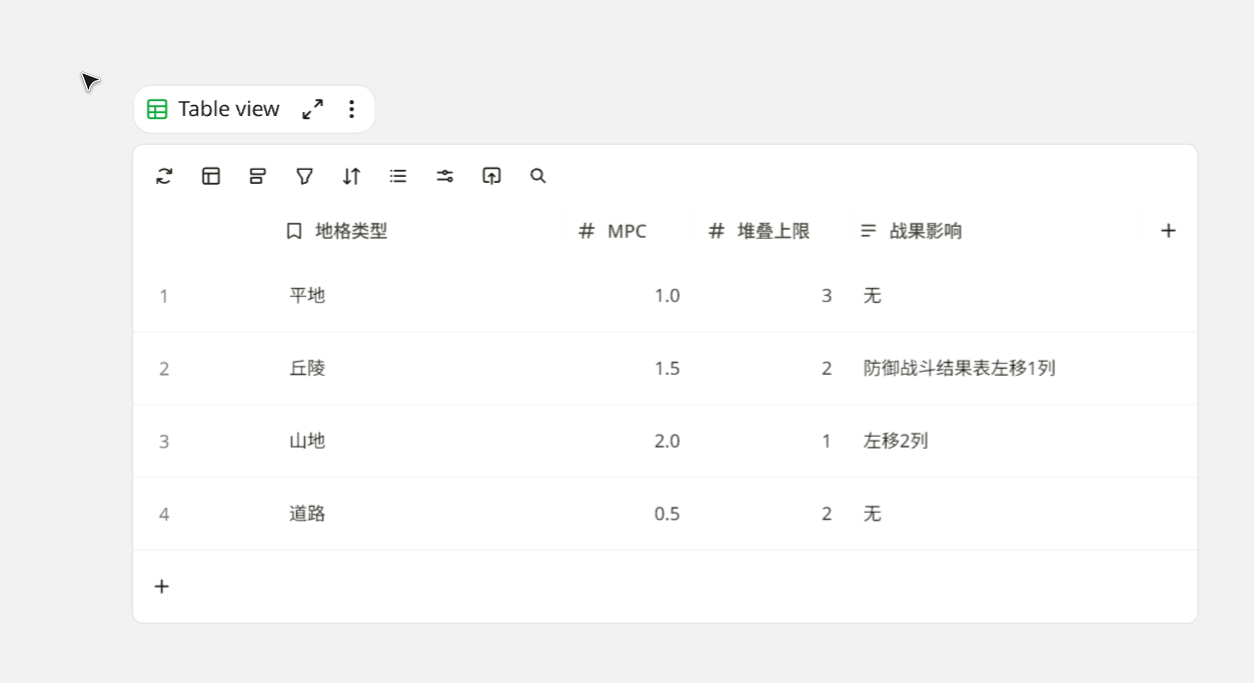 Table view
地格类型 MPC 堆叠上限 战果影响
1 平地 1.0 3 无
2 丘陵 1.5 2 防御战斗结果表左移1列
3 山地 2.0 1 左移2列
4 道路 0.5 2 无